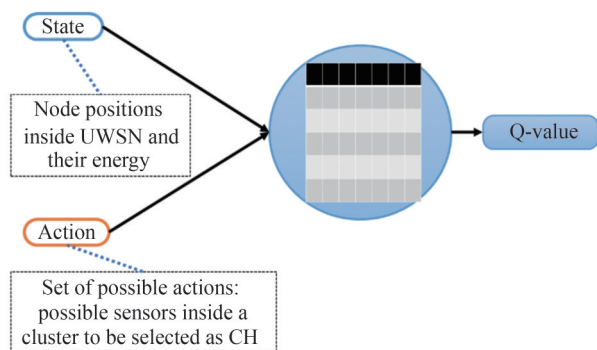 State
Node positions
inside UWSN and
their energy
Q-value
Action
Set of possible actions:
possible sensors inside a
cluster to be selected as CH